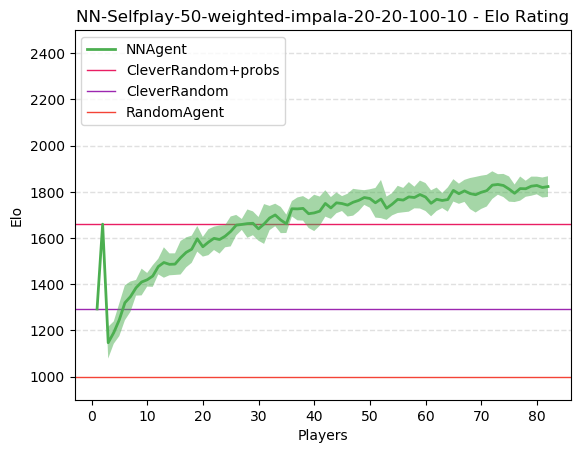 NN-Selfplay-50-weighted-impala-20-20-100-10 - Elo Rating
NNAgent
CleverRandom+probs
CleverRandom
RandomAgent
2400
2200
2000
1800
1600
1400
1200
1000
Elo
0 10 20 30 40 50 60 70 80
Players